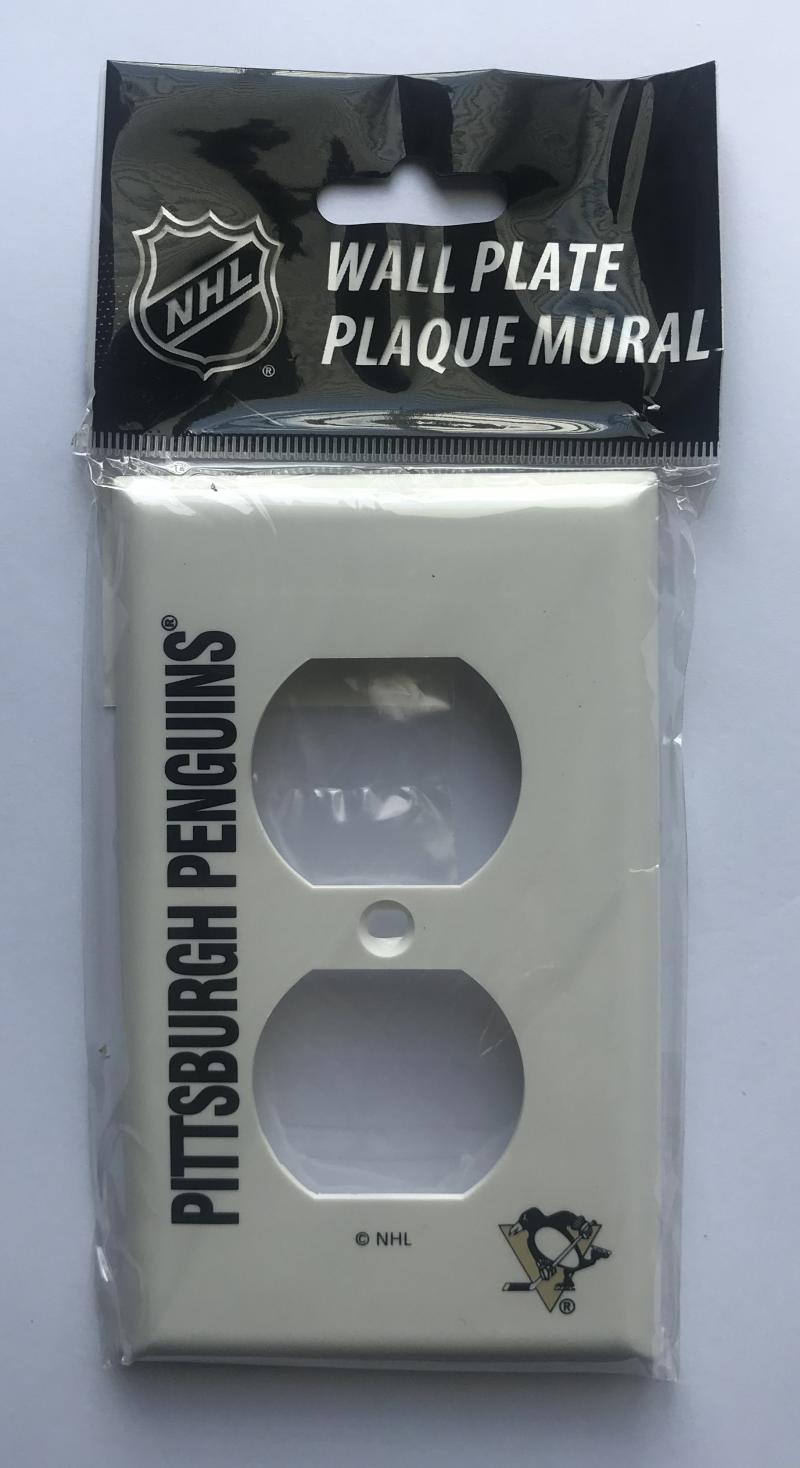 NHL
®
WALL PLATE
PLAQUE MURAL
PITTSBURGH PENGUINS®
© NHL
®